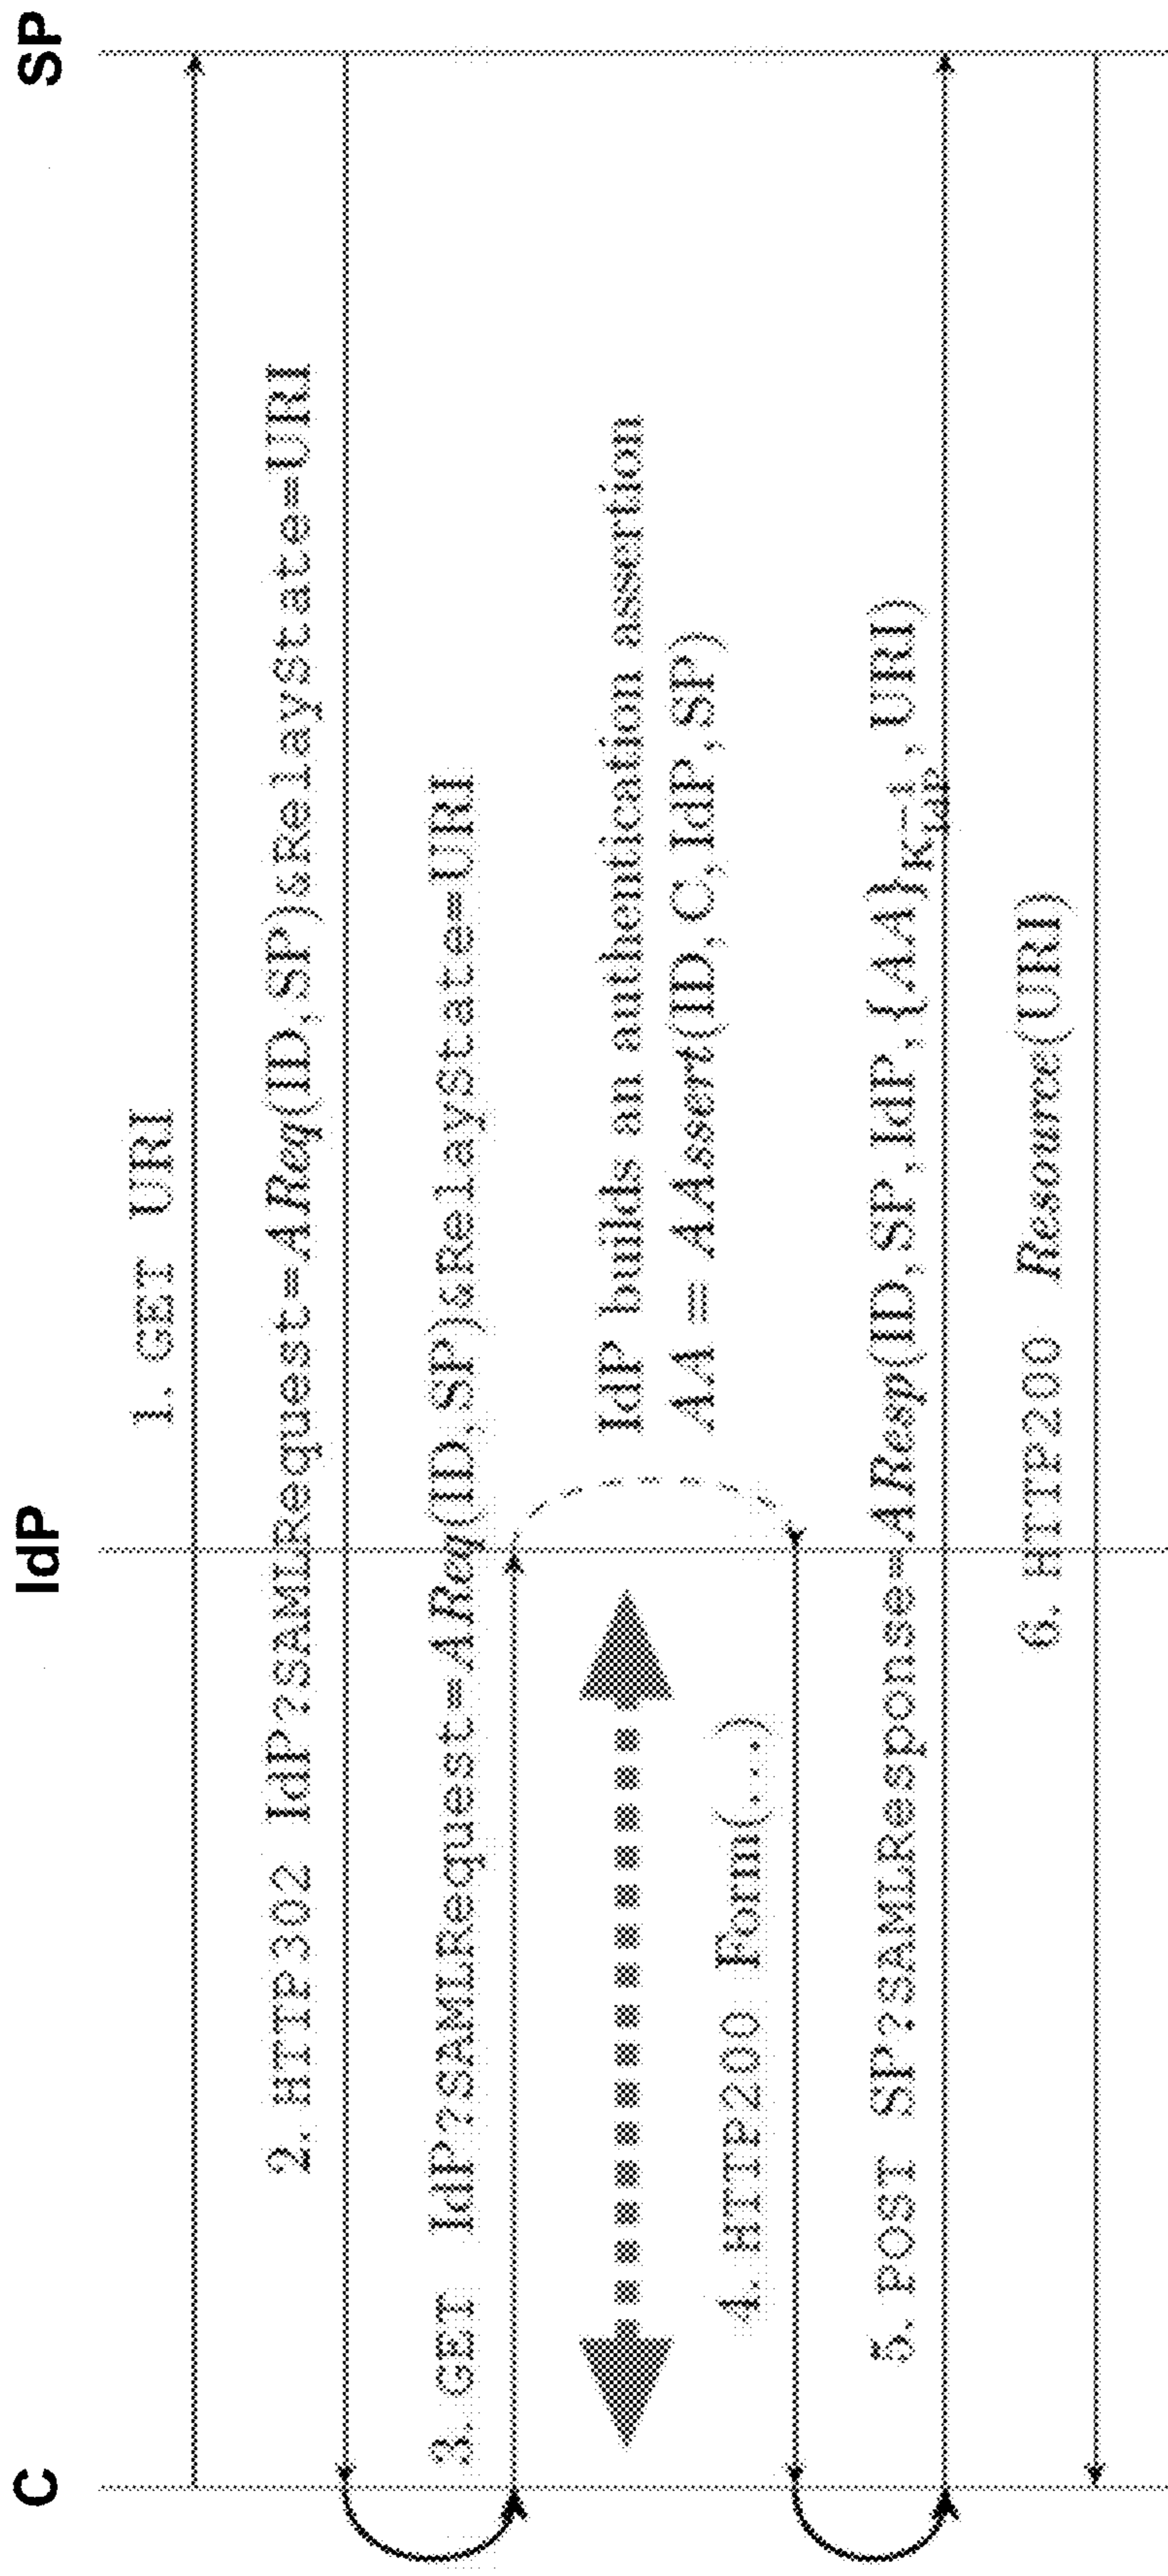 C IdP SP
1. GET URI
2. HTTP302 IdP?SAMLRequest=AReq(ID, SP)&RelayState=URI
3. GET IdP?SAMLRequest=AReq(ID, SP)&RelayState=URI
IdP builds an authentication assertion
AA = AAssert(ID, C, IdP, SP)
4. HTTP200 Form(...)
5. POST SP?SAMLResponse=AResp(ID, SP, IdP, {AA}K⁻¹IdP, URI)
6. HTTP200 Resource(URI)